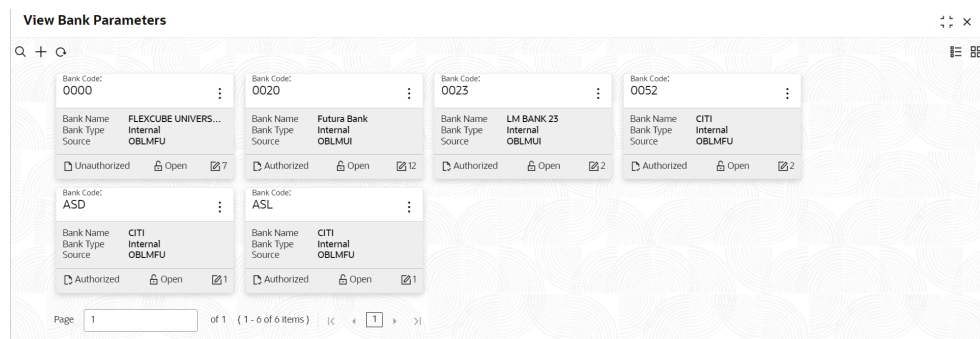 View Bank Parameters
Bank Code:
0000
Bank Name FLEXCUBE UNIVERS...
Bank Type Internal
Source OBLMFU
Unauthorized Open 7
Bank Code:
0020
Bank Name Futura Bank
Bank Type Internal
Source OBLMUI
Authorized Open 12
Bank Code:
0023
Bank Name LM BANK 23
Bank Type Internal
Source OBLMUI
Authorized Open 2
Bank Code:
0052
Bank Name CITI
Bank Type Internal
Source OBLMFU
Authorized Open 2
Bank Code:
ASD
Bank Name CITI
Bank Type Internal
Source OBLMFU
Authorized Open 1
Bank Code:
ASL
Bank Name CITI
Bank Type Internal
Source OBLMFU
Authorized Open 1
Page 1 of 1 ( 1 - 6 of 6 items ) 1